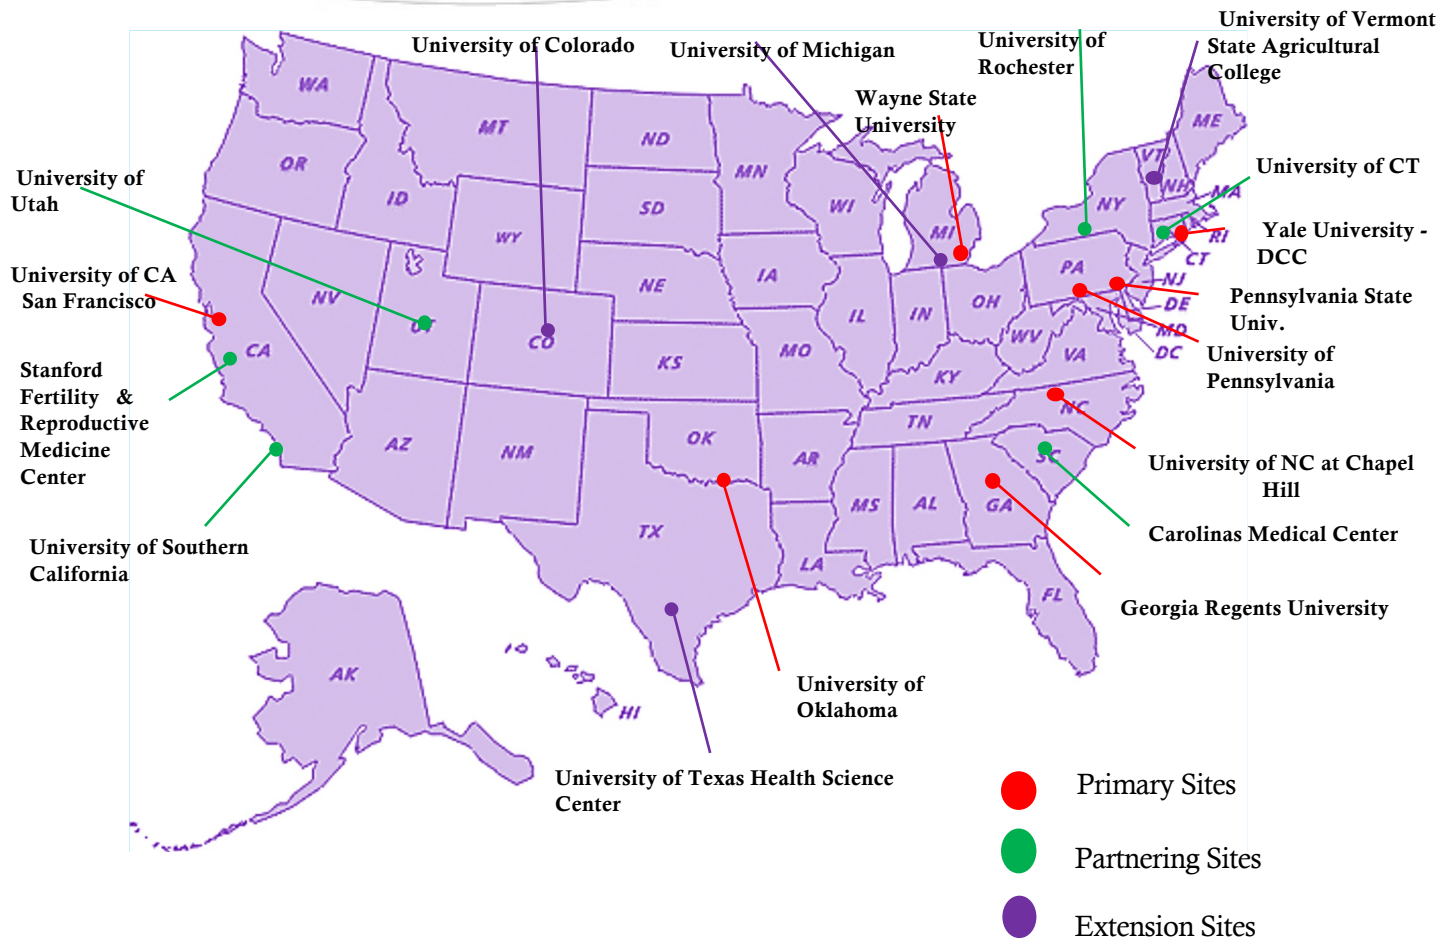 University of Vermont
State Agricultural
College
University of Colorado
University of Michigan
University of
Rochester
Wayne State
University
University of CT
University of
Utah
Yale University -
DCC
University of CA
San Francisco
Pennsylvania State
Univ.
University of
Pennsylvania
Stanford
Fertility &
Reproductive
Medicine
Center
University of NC at Chapel
Hill
Carolinas Medical Center
University of Southern
California
Georgia Regents University
University of
Oklahoma
University of Texas Health Science
Center
WA
MT
ND
MN
ME
VT
NH
OR
ID
SD
WI
MI
NY
MA
WY
RI
CT
NV
UT
NE
IA
PA
NJ
DE
MD
DC
CA
CO
KS
MO
IL
IN
OH
WV
VA
KY
AZ
NM
OK
AR
TN
NC
SC
TX
LA
MS
AL
GA
FL
AK
HI
Primary Sites
Partnering Sites
Extension Sites